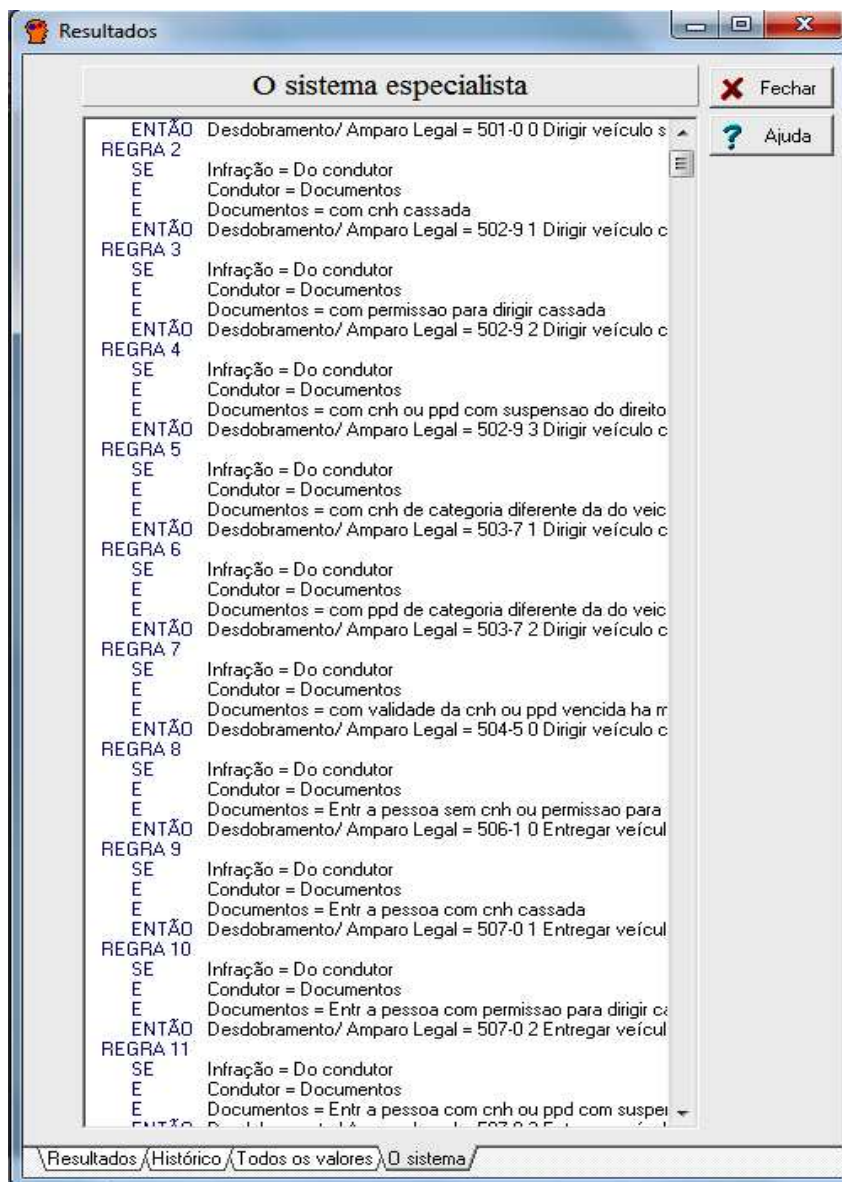 Resultados
O sistema especialista
Fechar
Ajuda
ENTÃO Desdobramento/ Amparo Legal = 501-0 0 Dirigir veículo s
REGRA 2
SE Infração = Do condutor
E Condutor = Documentos
E Documentos = com cnh cassada
ENTÃO Desdobramento/ Amparo Legal = 502-9 1 Dirigir veículo c
REGRA 3
SE Infração = Do condutor
E Condutor = Documentos
E Documentos = com permissao para dirigir cassada
ENTÃO Desdobramento/ Amparo Legal = 502-9 2 Dirigir veículo c
REGRA 4
SE Infração = Do condutor
E Condutor = Documentos
E Documentos = com cnh ou ppd com suspensao do direito
ENTÃO Desdobramento/ Amparo Legal = 502-9 3 Dirigir veículo c
REGRA 5
SE Infração = Do condutor
E Condutor = Documentos
E Documentos = com cnh de categoria diferente da do veic
ENTÃO Desdobramento/ Amparo Legal = 503-7 1 Dirigir veículo c
REGRA 6
SE Infração = Do condutor
E Condutor = Documentos
E Documentos = com ppd de categoria diferente da do veic
ENTÃO Desdobramento/ Amparo Legal = 503-7 2 Dirigir veículo c
REGRA 7
SE Infração = Do condutor
E Condutor = Documentos
E Documentos = com validade da cnh ou ppd vencida ha m
ENTÃO Desdobramento/ Amparo Legal = 504-5 0 Dirigir veículo c
REGRA 8
SE Infração = Do condutor
E Condutor = Documentos
E Documentos = Entr a pessoa sem cnh ou permissao para
ENTÃO Desdobramento/ Amparo Legal = 506-1 0 Entregar veícul
REGRA 9
SE Infração = Do condutor
E Condutor = Documentos
E Documentos = Entr a pessoa com cnh cassada
ENTÃO Desdobramento/ Amparo Legal = 507-0 1 Entregar veícul
REGRA 10
SE Infração = Do condutor
E Condutor = Documentos
E Documentos = Entr a pessoa com permissao para dirigir ca
ENTÃO Desdobramento/ Amparo Legal = 507-0 2 Entregar veícul
REGRA 11
SE Infração = Do condutor
E Condutor = Documentos
E Documentos = Entr a pessoa com cnh ou ppd com suspe
Resultados Histórico Todos os valores O sistema